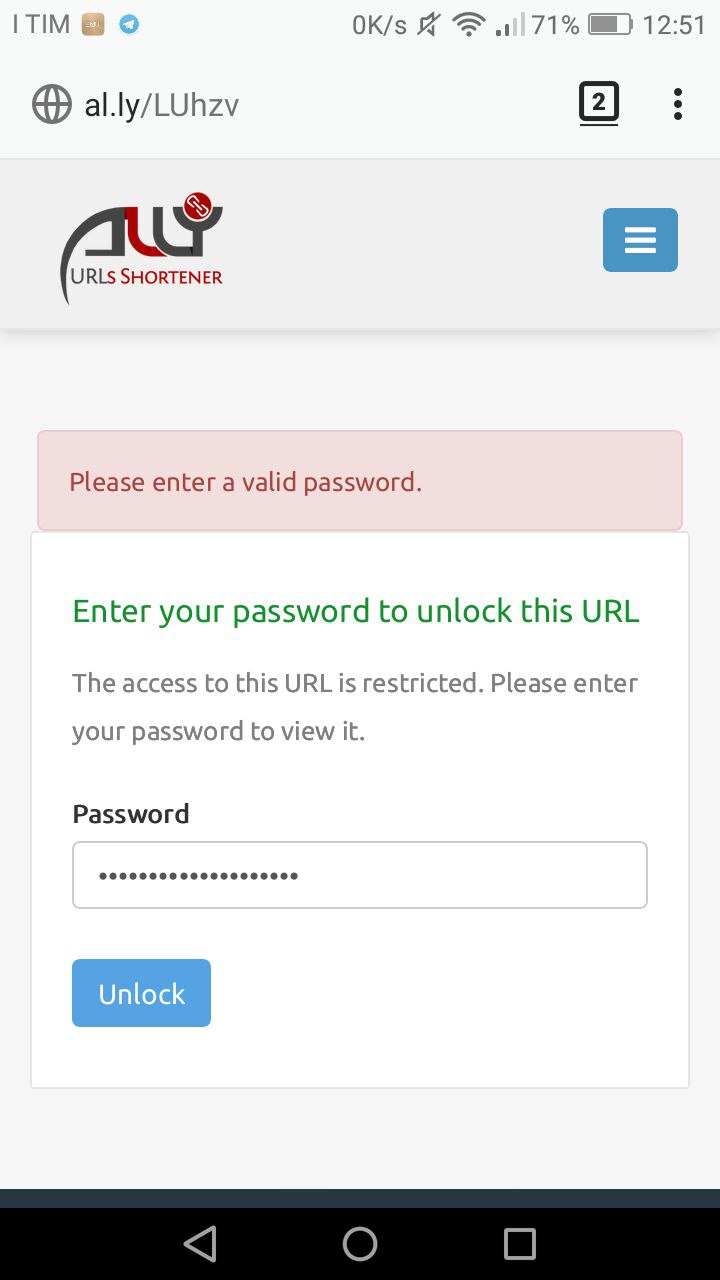 I TIM 0K/s 71% 12:51
al.ly/LUhzv 2
ALLY
URLs Shortener
Please enter a valid password.
Enter your password to unlock this URL
The access to this URL is restricted. Please enter
your password to view it.
Password
••••••••••••••••••••
Unlock